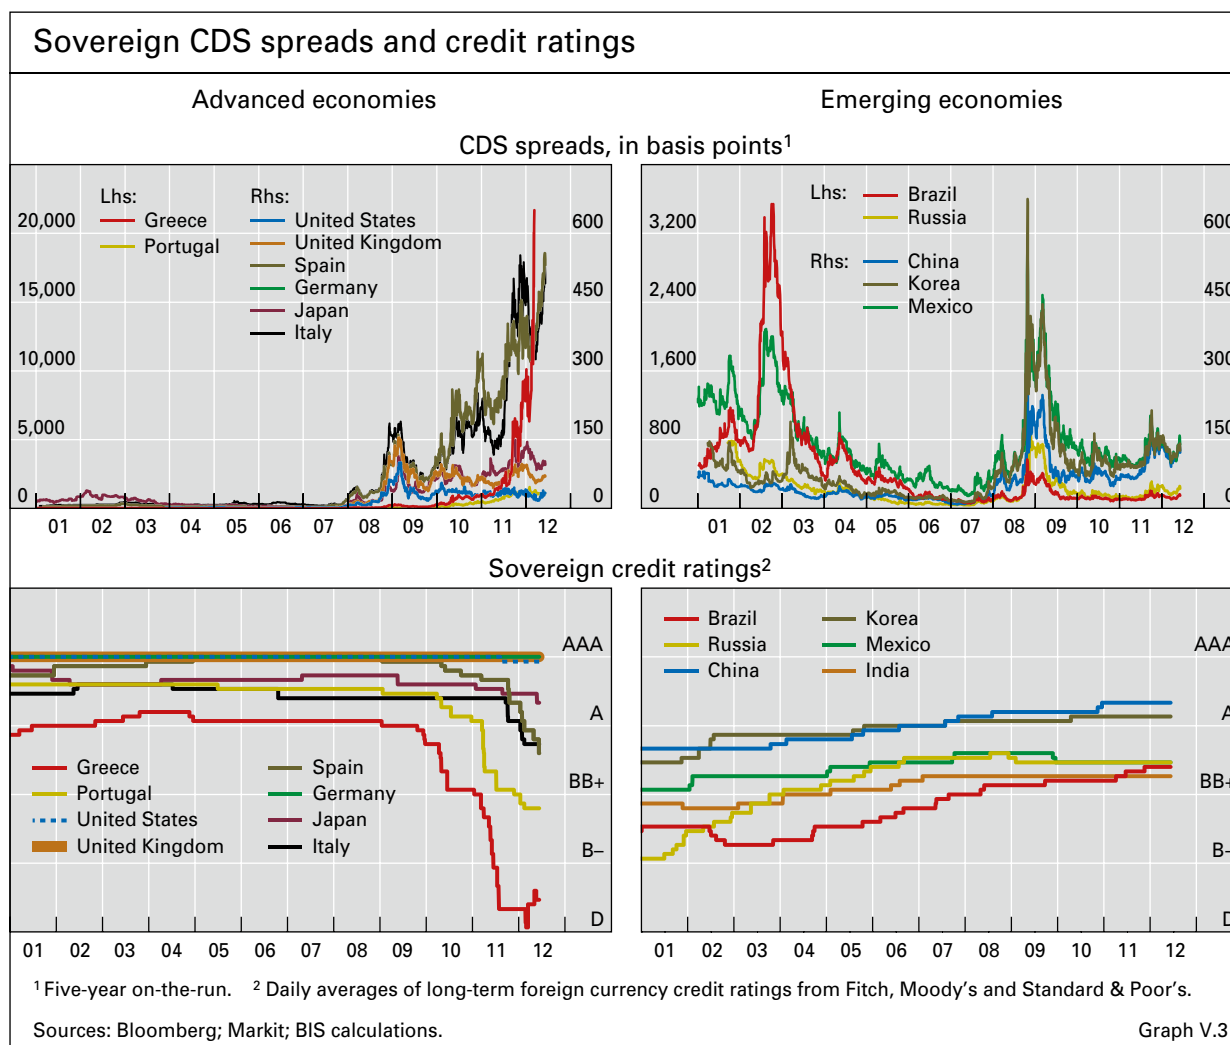 Sovereign CDS spreads and credit ratings
Advanced economies
Emerging economies
CDS spreads, in basis points¹
Lhs:
Greece
Portugal
Rhs:
United States
United Kingdom
Spain
Germany
Japan
Italy
20,000
15,000
10,000
5,000
0
600
450
300
150
0
01 02 03 04 05 06 07 08 09 10 11 12
Lhs:
Brazil
Russia
Rhs:
China
Korea
Mexico
3,200
2,400
1,600
800
0
600
450
300
150
0
01 02 03 04 05 06 07 08 09 10 11 12
Sovereign credit ratings²
Greece
Portugal
United States
United Kingdom
Spain
Germany
Japan
Italy
AAA
A
BB+
B–
D
01 02 03 04 05 06 07 08 09 10 11 12
Brazil
Russia
China
Korea
Mexico
India
AAA
A
BB+
B–
D
01 02 03 04 05 06 07 08 09 10 11 12
¹ Five-year on-the-run. ² Daily averages of long-term foreign currency credit ratings from Fitch, Moody's and Standard & Poor's.
Sources: Bloomberg; Markit; BIS calculations.
Graph V.3